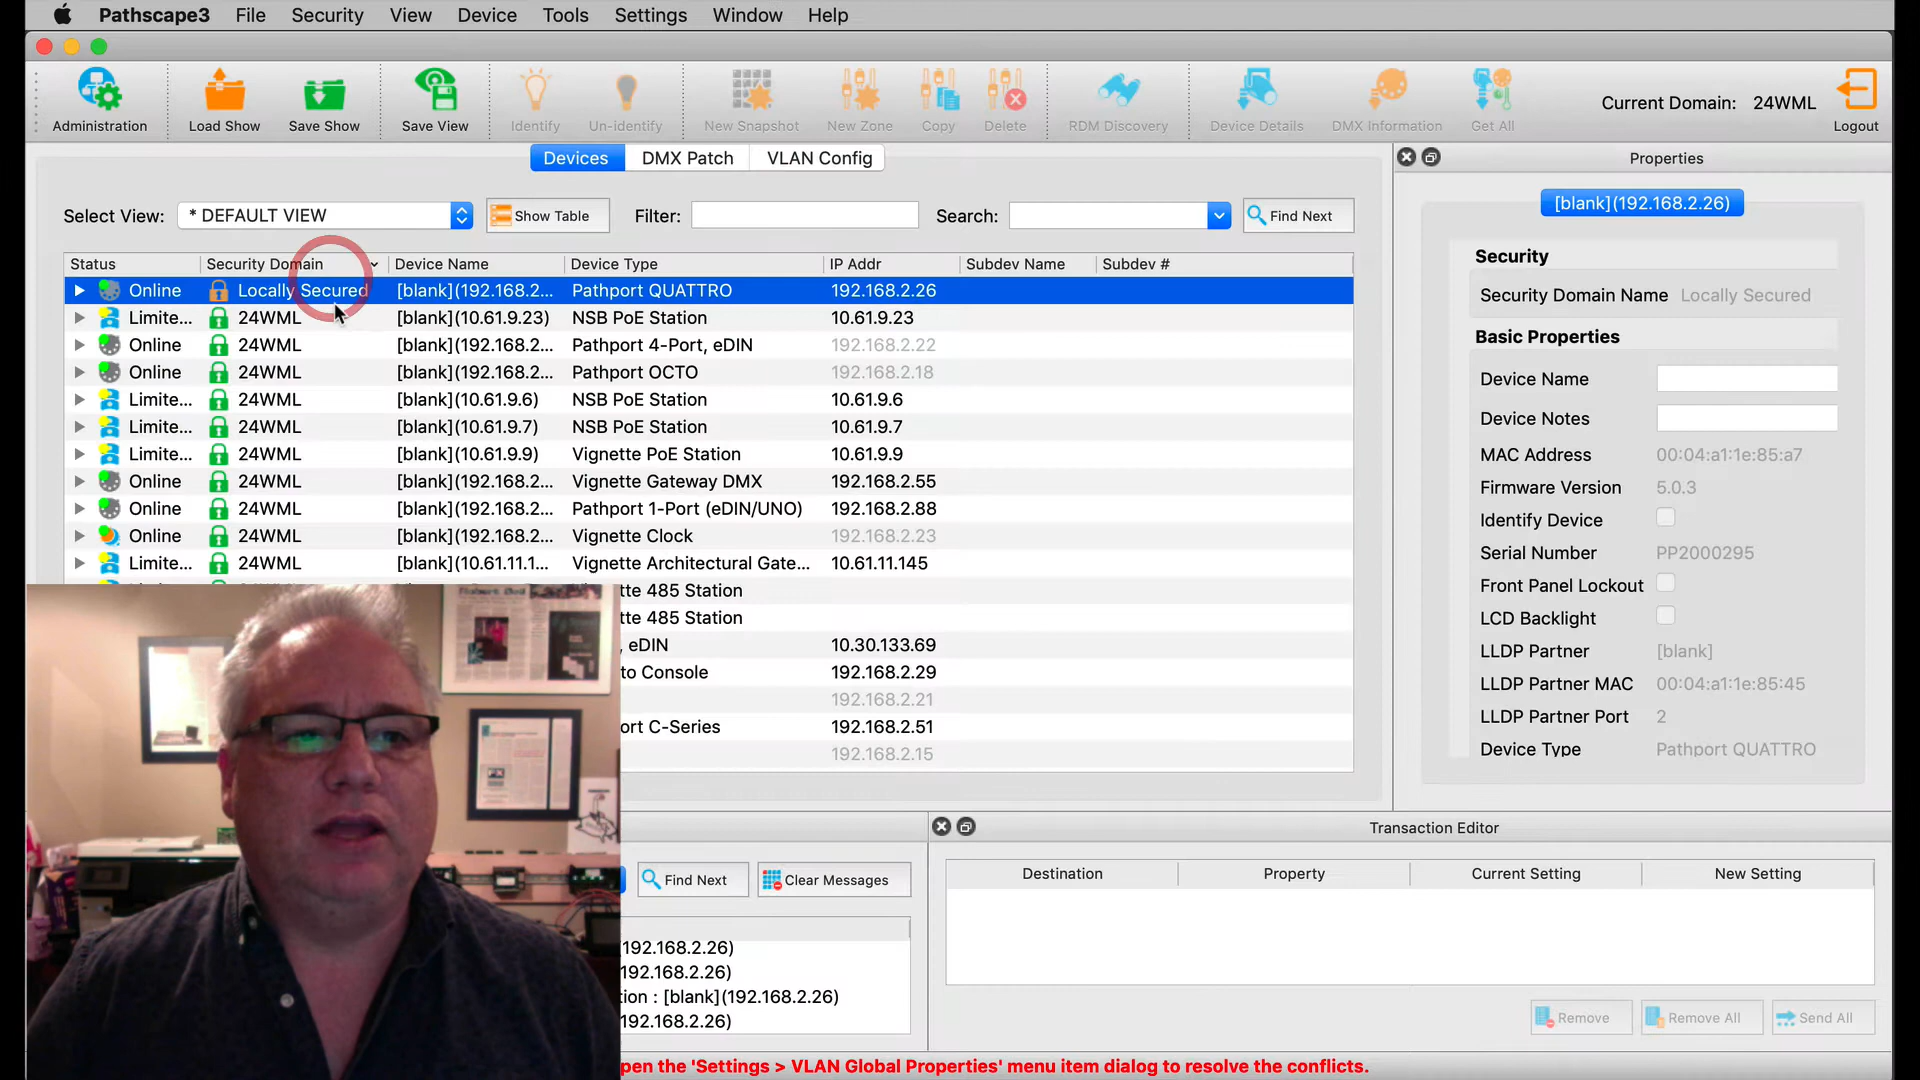 Pathscape3 File Security View Device Tools Settings Window Help
Administration Load Show Save Show Save View Identify Un-identify New Snapshot New Zone Copy Delete RDM Discovery Device Details DMX Information Get All Current Domain: 24WML Logout
Devices DMX Patch VLAN Config
Properties
Select View: * DEFAULT VIEW Show Table Filter: Search: Find Next
[blank](192.168.2.26)
Status Security Domain Device Name Device Type IP Addr Subdev Name Subdev #
Online Locally Secured [blank](192.168.2... Pathport QUATTRO 192.168.2.26
Limite... 24WML [blank](10.61.9.23) NSB PoE Station 10.61.9.23
Online 24WML [blank](192.168.2... Pathport 4-Port, eDIN 192.168.2.22
Online 24WML [blank](192.168.2... Pathport OCTO 192.168.2.18
Limite... 24WML [blank](10.61.9.6) NSB PoE Station 10.61.9.6
Limite... 24WML [blank](10.61.9.7) NSB PoE Station 10.61.9.7
Limite... 24WML [blank](10.61.9.9) Vignette PoE Station 10.61.9.9
Online 24WML [blank](192.168.2... Vignette Gateway DMX 192.168.2.55
Online 24WML [blank](192.168.2... Pathport 1-Port (eDIN/UNO) 192.168.2.88
Online 24WML [blank](192.168.2... Vignette Clock 192.168.2.23
Limite... 24WML [blank](10.61.11.1... Vignette Architectural Gate... 10.61.11.145
tte 485 Station
tte 485 Station
, eDIN 10.30.133.69
to Console 192.168.2.29
192.168.2.21
ort C-Series 192.168.2.51
192.168.2.15
Security
Security Domain Name Locally Secured
Basic Properties
Device Name
Device Notes
MAC Address 00:04:a1:1e:85:a7
Firmware Version 5.0.3
Identify Device
Serial Number PP2000295
Front Panel Lockout
LCD Backlight
LLDP Partner [blank]
LLDP Partner MAC 00:04:a1:1e:85:45
LLDP Partner Port 2
Device Type Pathport QUATTRO
Find Next Clear Messages
192.168.2.26)
192.168.2.26)
tion : [blank](192.168.2.26)
192.168.2.26)
Transaction Editor
Destination Property Current Setting New Setting
Remove Remove All Send All
pen the 'Settings > VLAN Global Properties' menu item dialog to resolve the conflicts.